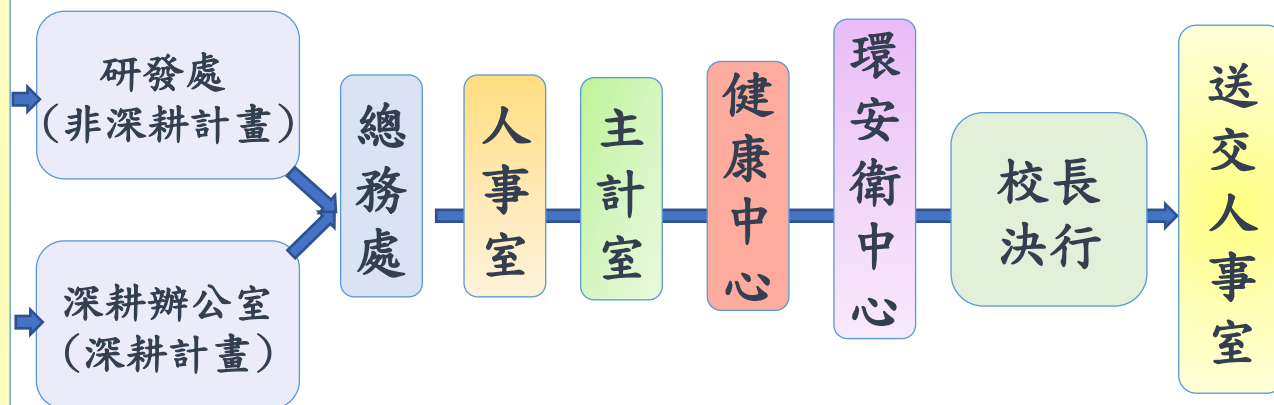 研發處
(非深耕計畫)
深耕辦公室
(深耕計畫)
總務處
人事室
主計室
健康中心
環安衛中心
校長
決行
送交人事室